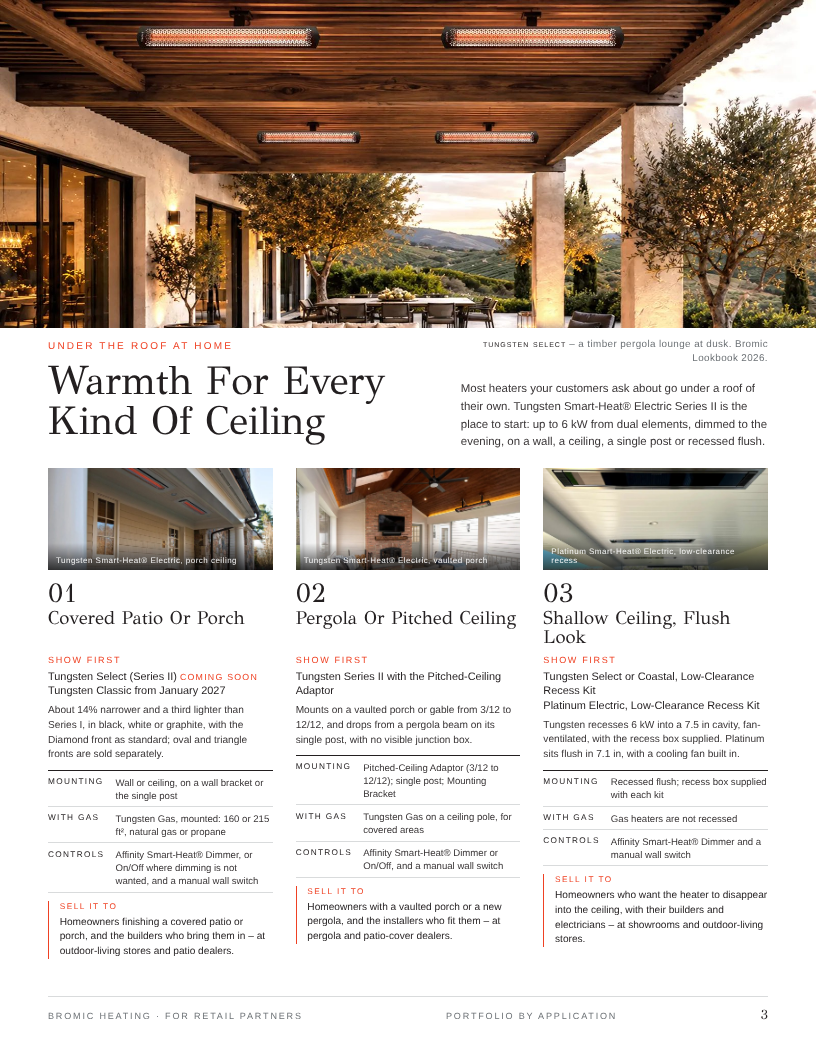 UNDER THE ROOF AT HOME
Warmth For Every
Kind Of Ceiling
TUNGSTEN SELECT – a timber pergola lounge at dusk. Bromic
Lookbook 2026.
Most heaters your customers ask about go under a roof of
their own. Tungsten Smart-Heat® Electric Series II is the
place to start: up to 6 kW from dual elements, dimmed to the
evening, on a wall, a ceiling, a single post or recessed flush.
Tungsten Smart-Heat® Electric, porch ceiling
01
Covered Patio Or Porch
SHOW FIRST
Tungsten Select (Series II) COMING SOON
Tungsten Classic from January 2027
About 14% narrower and a third lighter than
Series I, in black, white or graphite, with the
Diamond front as standard; oval and triangle
fronts are sold separately.
MOUNTING Wall or ceiling, on a wall bracket or
the single post
WITH GAS Tungsten Gas, mounted: 160 or 215
ft², natural gas or propane
CONTROLS Affinity Smart-Heat® Dimmer, or
On/Off where dimming is not
wanted, and a manual wall switch
SELL IT TO
Homeowners finishing a covered patio or
porch, and the builders who bring them in – at
outdoor-living stores and patio dealers.
Tungsten Smart-Heat® Electric, vaulted porch
02
Pergola Or Pitched Ceiling
SHOW FIRST
Tungsten Series II with the Pitched-Ceiling
Adaptor
Mounts on a vaulted porch or gable from 3/12 to
12/12, and drops from a pergola beam on its
single post, with no visible junction box.
MOUNTING Pitched-Ceiling Adaptor (3/12 to
12/12); single post; Mounting
Bracket
WITH GAS Tungsten Gas on a ceiling pole, for
covered areas
CONTROLS Affinity Smart-Heat® Dimmer or
On/Off, and a manual wall switch
SELL IT TO
Homeowners with a vaulted porch or a new
pergola, and the installers who fit them – at
pergola and patio-cover dealers.
Platinum Smart-Heat® Electric, low-clearance
recess
03
Shallow Ceiling, Flush
Look
SHOW FIRST
Tungsten Select or Coastal, Low-Clearance
Recess Kit
Platinum Electric, Low-Clearance Recess Kit
Tungsten recesses 6 kW into a 7.5 in cavity, fan-
ventilated, with the recess box supplied. Platinum
sits flush in 7.1 in, with a cooling fan built in.
MOUNTING Recessed flush; recess box supplied
with each kit
WITH GAS Gas heaters are not recessed
CONTROLS Affinity Smart-Heat® Dimmer and a
manual wall switch
SELL IT TO
Homeowners who want the heater to disappear
into the ceiling, with their builders and
electricians – at showrooms and outdoor-living
stores.
BROMIC HEATING · FOR RETAIL PARTNERS PORTFOLIO BY APPLICATION 3